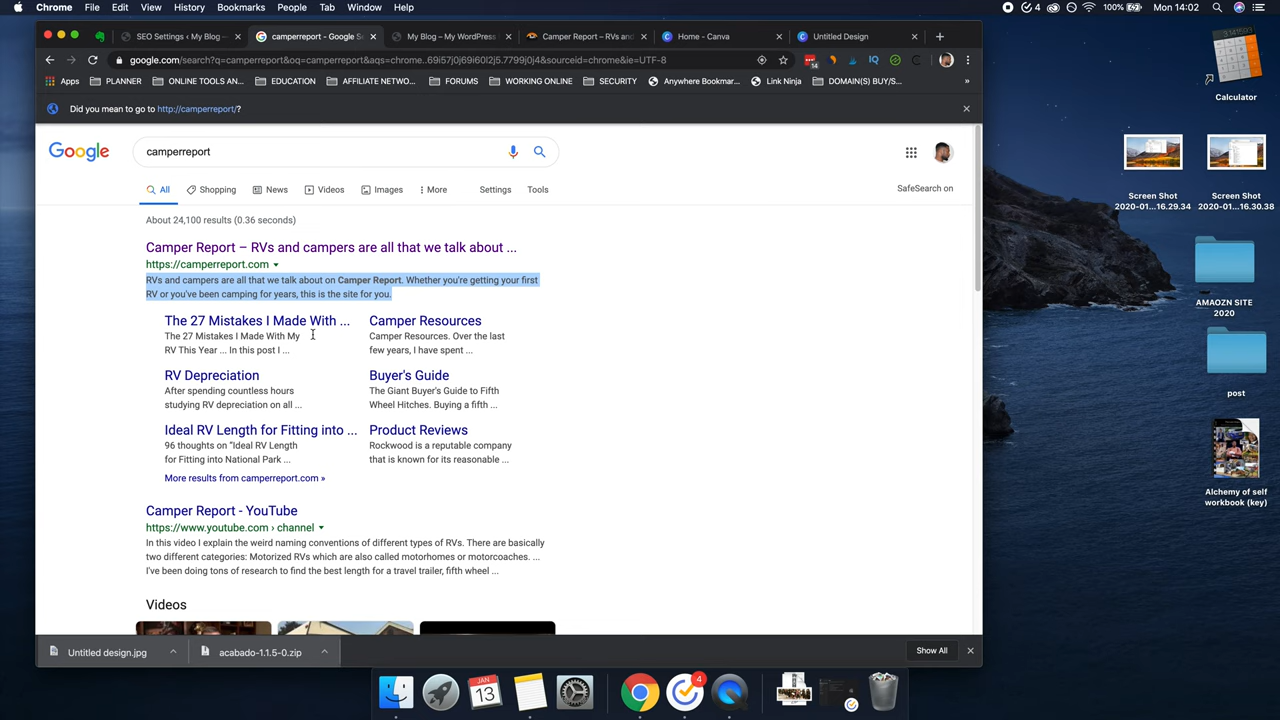 Chrome File Edit View History Bookmarks People Tab Window Help
4 100% Mon 14:02
SEO Settings ‹ My Blog — camperreport - Google S My Blog – My WordPress Camper Report – RVs and Home - Canva Untitled Design
google.com/search?q=camperreport&oq=camperreport&aqs=chrome..69i57j0j69i60l2j5.7799j0j4&sourceid=chrome&ie=UTF-8
14
Apps PLANNER ONLINE TOOLS AN... EDUCATION AFFILIATE NETWO... FORUMS WORKING ONLINE SECURITY Anywhere Bookmar... Link Ninja DOMAIN(S) BUY/S... »
Did you mean to go to http://camperreport/?
Google
camperreport
All Shopping News Videos Images More Settings Tools
SafeSearch on
About 24,100 results (0.36 seconds)
Camper Report – RVs and campers are all that we talk about ...
https://camperreport.com
RVs and campers are all that we talk about on Camper Report. Whether you're getting your first
RV or you've been camping for years, this is the site for you.
The 27 Mistakes I Made With ...
The 27 Mistakes I Made With My
RV This Year ... In this post I ...
Camper Resources
Camper Resources. Over the last
few years, I have spent ...
RV Depreciation
After spending countless hours
studying RV depreciation on all ...
Buyer's Guide
The Giant Buyer's Guide to Fifth
Wheel Hitches. Buying a fifth ...
Ideal RV Length for Fitting into ...
96 thoughts on “Ideal RV Length
for Fitting into National Park ...
Product Reviews
Rockwood is a reputable company
that is known for its reasonable ...
More results from camperreport.com »
Camper Report - YouTube
https://www.youtube.com › channel
In this video I explain the weird naming conventions of different types of RVs. There are basically
two different categories: Motorized RVs which are also called motorhomes or motorcoaches. ...
I've been doing tons of research to find the best length for a travel trailer, fifth wheel ...
Videos
Untitled design.jpg acabado-1.1.5-0.zip Show All
Calculator
Screen Shot
2020-01...16.29.34
Screen Shot
2020-01...16.30.38
AMAOZN SITE
2020
post
Alchemy of self
workbook (key)
JAN
13
4